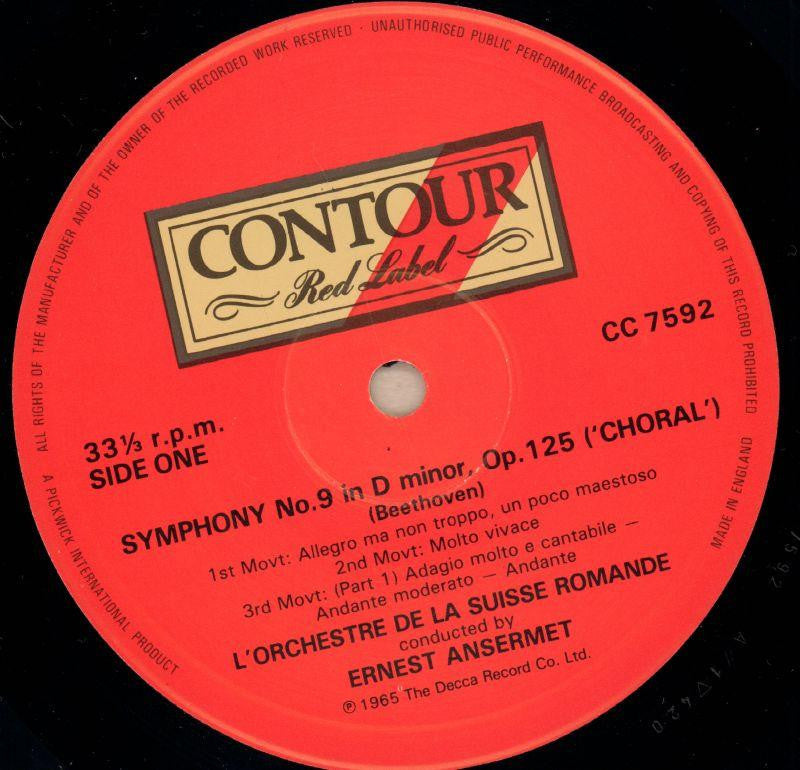 ALL RIGHTS OF THE MANUFACTURER AND OF THE OWNER OF THE RECORDED WORK RESERVED · UNAUTHORISED PUBLIC PERFORMANCE BROADCASTING AND COPYING OF THIS RECORD PROHIBITED
CONTOUR
Red Label
CC 7592
33⅓ r.p.m.
SIDE ONE
SYMPHONY No.9 in D minor, Op.125 ('CHORAL')
(Beethoven)
1st Movt: Allegro ma non troppo, un poco maestoso
2nd Movt: Molto vivace
3rd Movt: (Part 1) Adagio molto e cantabile –
Andante moderato – Andante
L'ORCHESTRE DE LA SUISSE ROMANDE
conducted by
ERNEST ANSERMET
℗ 1965 The Decca Record Co. Ltd.
A PICKWICK INTERNATIONAL PRODUCT
MADE IN ENGLAND